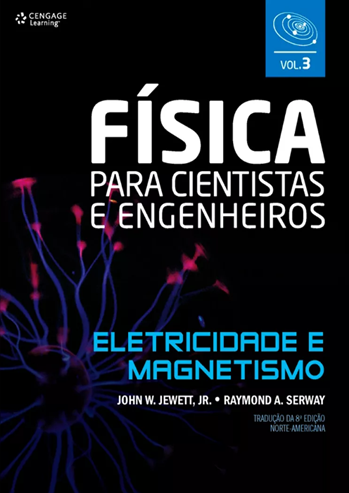 CENGAGE
Learning™
VOL.3
FÍSICA
PARA CIENTISTAS
E ENGENHEIROS
ELETRICIDADE E
MAGNETISMO
JOHN W. JEWETT, JR. • RAYMOND A. SERWAY
TRADUÇÃO DA 8ª EDIÇÃO
NORTE-AMERICANA